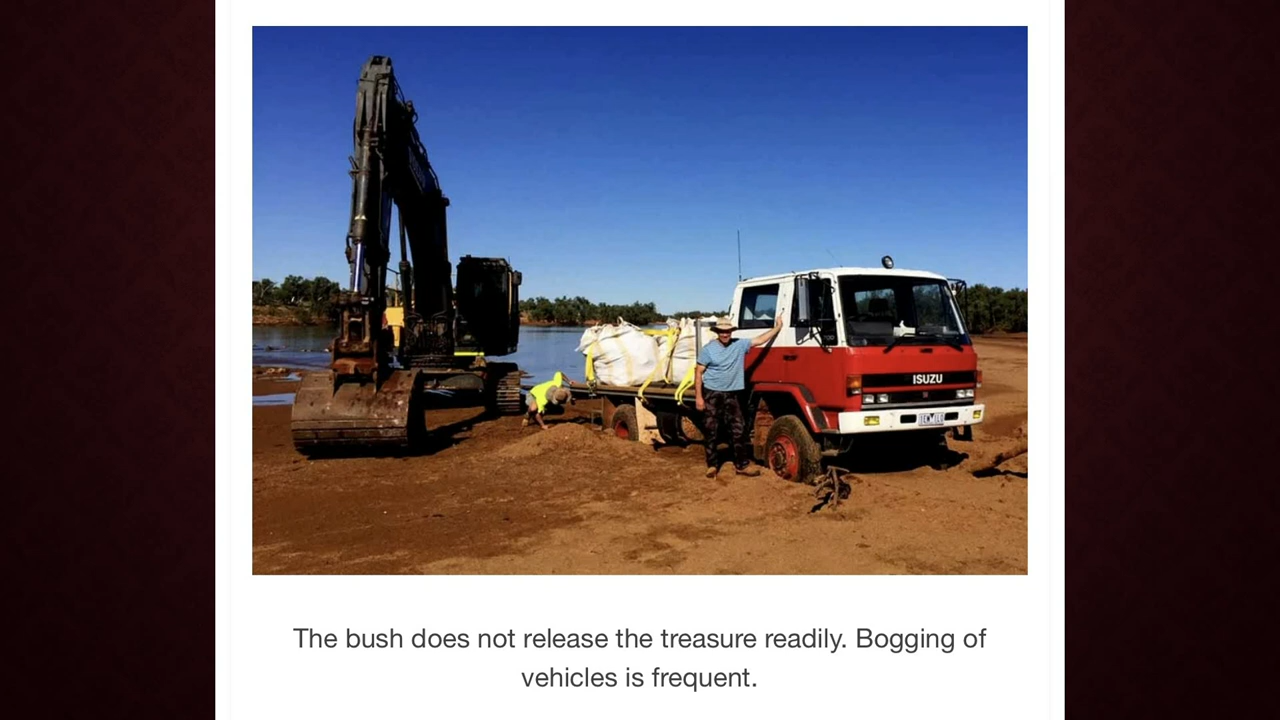 ISUZU
The bush does not release the treasure readily. Bogging of
vehicles is frequent.